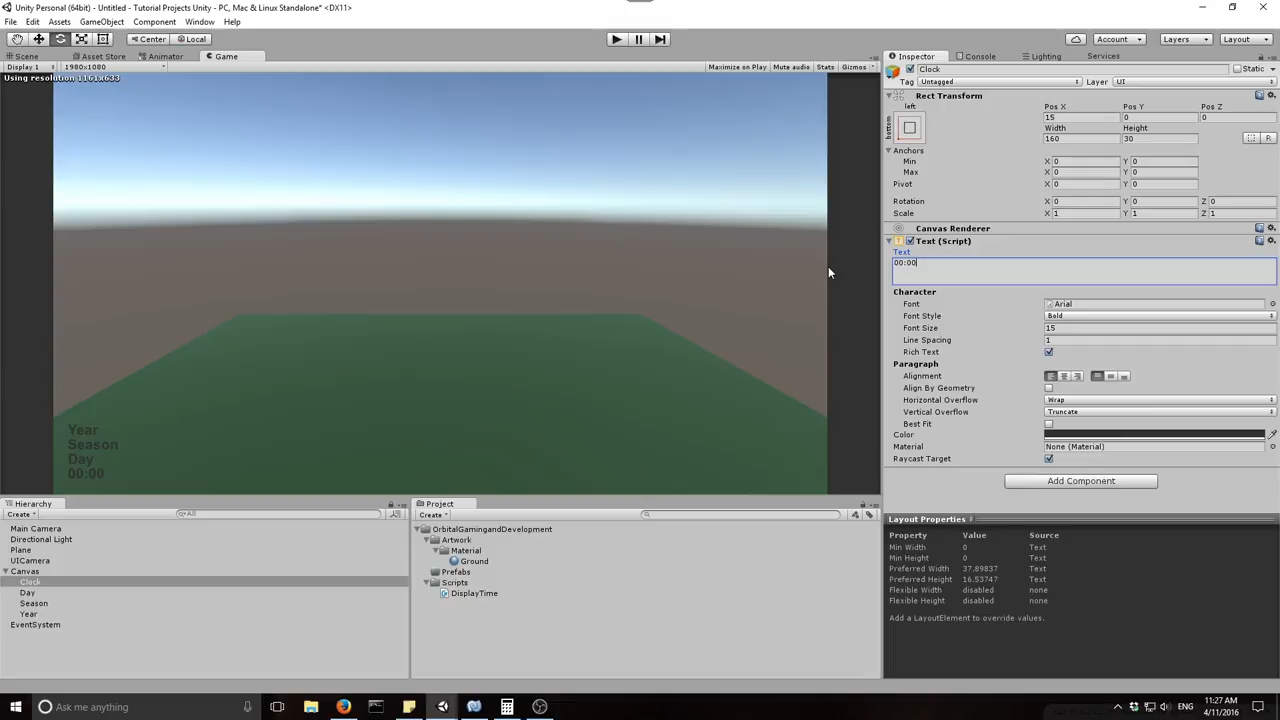 Unity Personal (64bit) - Untitled - Tutorial Projects Unity - PC, Mac & Linux Standalone* <DX11>
File Edit Assets GameObject Component Window Help
Center Local Account Layers Layout
Scene Asset Store Animator Game Inspector Console Lighting Services
Display 1 1980x1080 Maximize on Play Mute audio Stats Gizmos
Using resolution 1161x633
Clock Static
Tag Untagged Layer UI
Rect Transform
left
bottom
Pos X Pos Y Pos Z
15 0 0
Width Height
160 30
R
Anchors
Min X 0 Y 0
Max X 0 Y 0
Pivot X 0 Y 0
Rotation X 0 Y 0 Z 0
Scale X 1 Y 1 Z 1
Canvas Renderer
Text (Script)
Text
00:00
Character
Font Arial
Font Style Bold
Font Size 15
Line Spacing 1
Rich Text
Paragraph
Alignment
Align By Geometry
Horizontal Overflow Wrap
Vertical Overflow Truncate
Best Fit
Color
Material None (Material)
Raycast Target
Add Component
Year
Season
Day
00:00
Hierarchy
Create All
Main Camera
Directional Light
Plane
UICamera
Canvas
Clock
Day
Season
Year
EventSystem
Project
Create
OrbitalGamingandDevelopment
Artwork
Material
Ground
Prefabs
Scripts
DisplayTime
Layout Properties
Property Value Source
Min Width 0 Text
Min Height 0 Text
Preferred Width 37.89837 Text
Preferred Height 16.53747 Text
Flexible Width disabled none
Flexible Height disabled none
Add a LayoutElement to override values.
Ask me anything
ENG
11:27 AM
4/11/2016